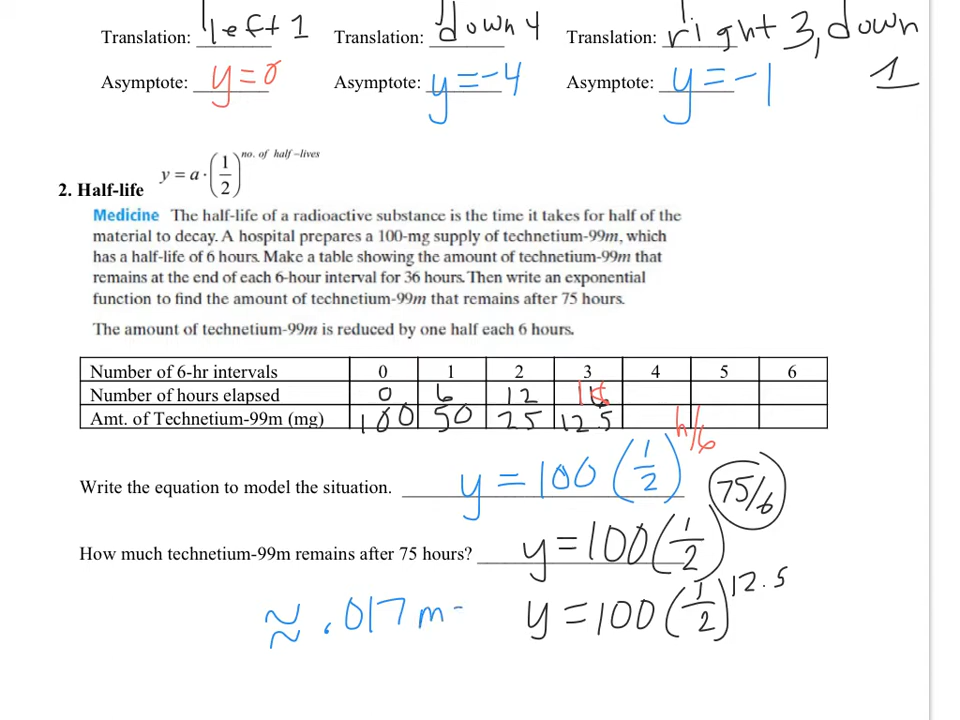 Translation: left 1 Translation: down 4 Translation: right 3, down 1
Asymptote: y=0 Asymptote: y=-4 Asymptote: y=-1
y = a·(1/2)^no. of half-lives
2. Half-life
Medicine The half-life of a radioactive substance is the time it takes for half of the
material to decay. A hospital prepares a 100-mg supply of technetium-99m, which
has a half-life of 6 hours. Make a table showing the amount of technetium-99m that
remains at the end of each 6-hour interval for 36 hours. Then write an exponential
function to find the amount of technetium-99m that remains after 75 hours.
The amount of technetium-99m is reduced by one half each 6 hours.
Number of 6-hr intervals 0 1 2 3 4 5 6
Number of hours elapsed 0 6 12
Amt. of Technetium-99m (mg) 100 50 25 12.5
Write the equation to model the situation. y=100(1/2)^h/6
How much technetium-99m remains after 75 hours? y=100(1/2)^75/6
≈ .017 m y=100(1/2)^12.5